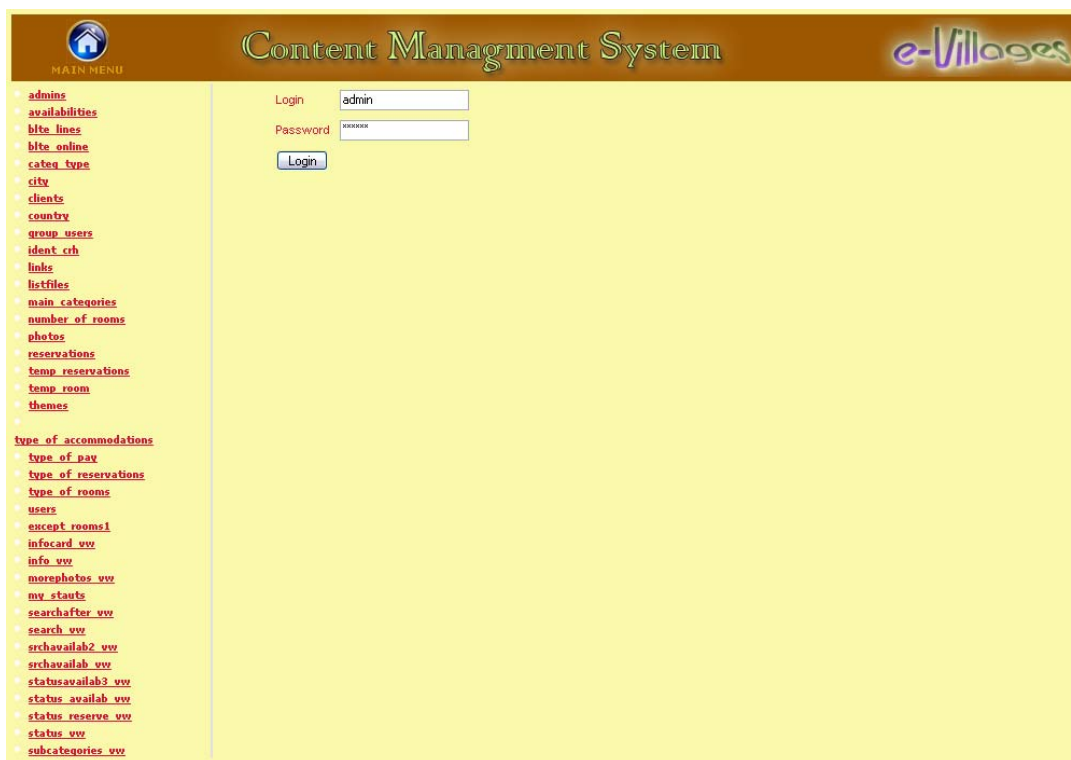 MAIN MENU
Content Managment System
e-Villages
admins
availabilities
blte_lines
blte_online
categ_type
city
clients
country
group_users
ident_crh
links
listfiles
main_categories
number_of_rooms
photos
reservations
temp_reservations
temp_room
themes
type_of_accommodations
type_of_pay
type_of_reservations
type_of_rooms
users
except_rooms1
infocard_vw
info_vw
morephotos_vw
my_stauts
searchafter_vw
search_vw
srchavailab2_vw
srchavailab_vw
statusavailab3_vw
status_availab_vw
status_reserve_vw
status_vw
subcategories_vw
Login admin
Password ******
Login